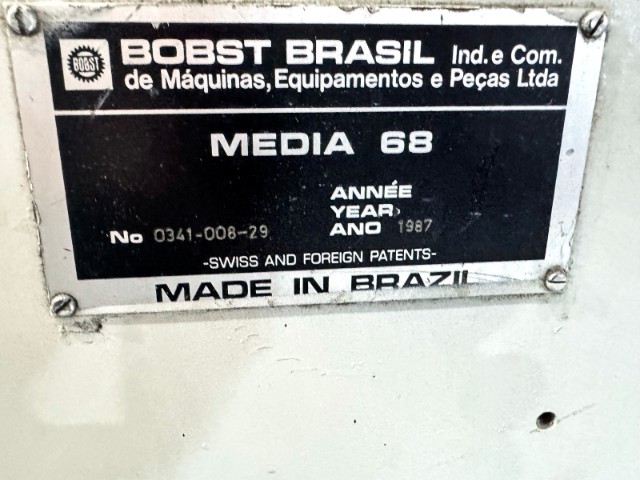 BOBST
BOBST BRASIL Ind. e Com.
de Máquinas, Equipamentos e Peças Ltda
MEDIA 68
ANNÉE
YEAR
No 0341-008-29 ANO 1987
-SWISS AND FOREIGN PATENTS-
MADE IN BRAZIL